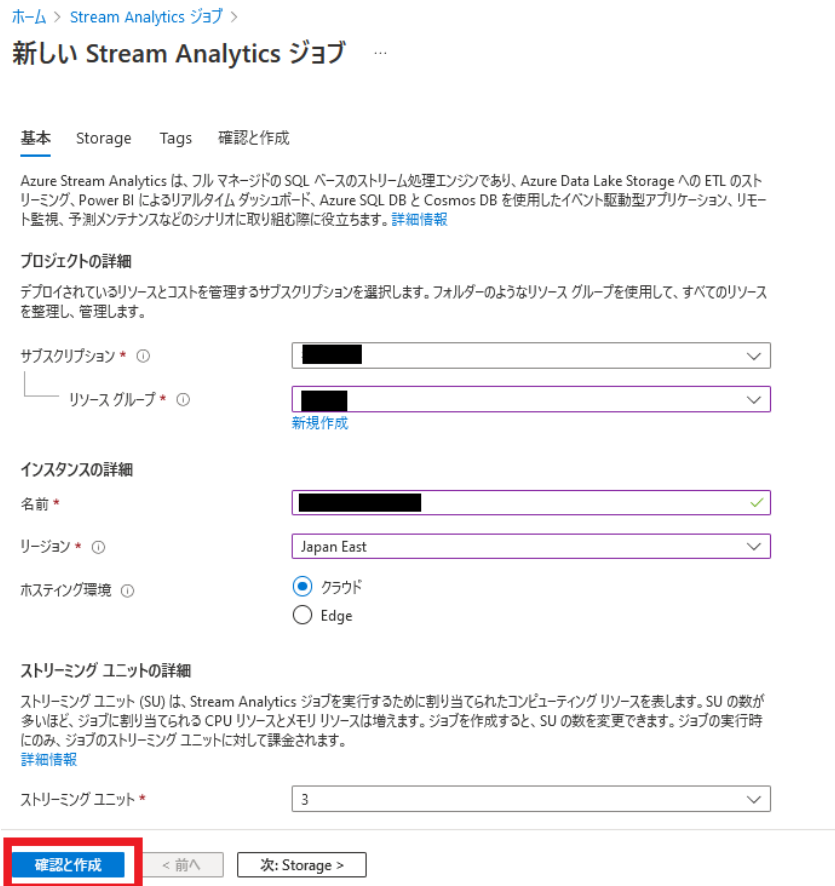 ホーム > Stream Analytics ジョブ >
新しい Stream Analytics ジョブ ...
基本 Storage Tags 確認と作成
Azure Stream Analytics は、フル マネージドの SQL ベースのストリーム処理エンジンであり、Azure Data Lake Storage への ETL のスト
リーミング、Power BI によるリアルタイム ダッシュボード、Azure SQL DB と Cosmos DB を使用したイベント駆動型アプリケーション、リモー
ト監視、予測メンテナンスなどのシナリオに取り組む際に役立ちます。詳細情報
プロジェクトの詳細
デプロイされているリソースとコストを管理するサブスクリプションを選択します。フォルダーのようなリソース グループを使用して、すべてのリソース
を整理し、管理します。
サブスクリプション *
リソース グループ *
新規作成
インスタンスの詳細
名前 *
リージョン * Japan East
ホスティング環境 クラウド
Edge
ストリーミング ユニットの詳細
ストリーミング ユニット (SU) は、Stream Analytics ジョブを実行するために割り当てられたコンピューティング リソースを表します。SU の数が
多いほど、ジョブに割り当てられる CPU リソースとメモリ リソースは増えます。ジョブを作成すると、SU の数を変更できます。ジョブの実行時
にのみ、ジョブのストリーミング ユニットに対して課金されます。
詳細情報
ストリーミング ユニット * 3
確認と作成 < 前へ 次: Storage >